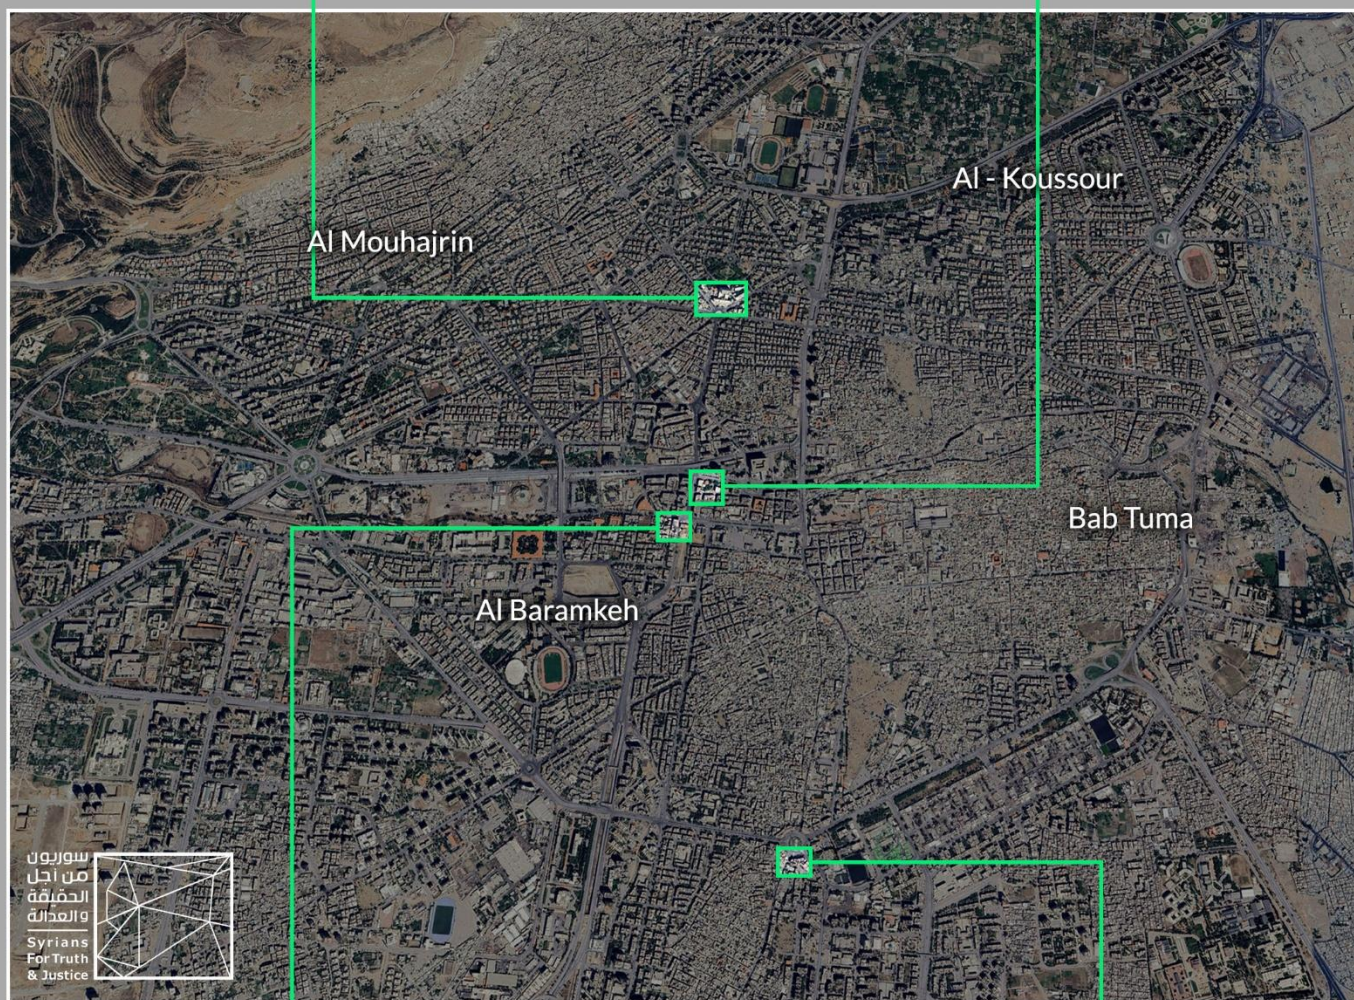 Al - Koussour
Al Mouhajrin
Bab Tuma
Al Baramkeh
سوريون
من أجل
الحقيقة
والعدالة
Syrians
For Truth
& Justice